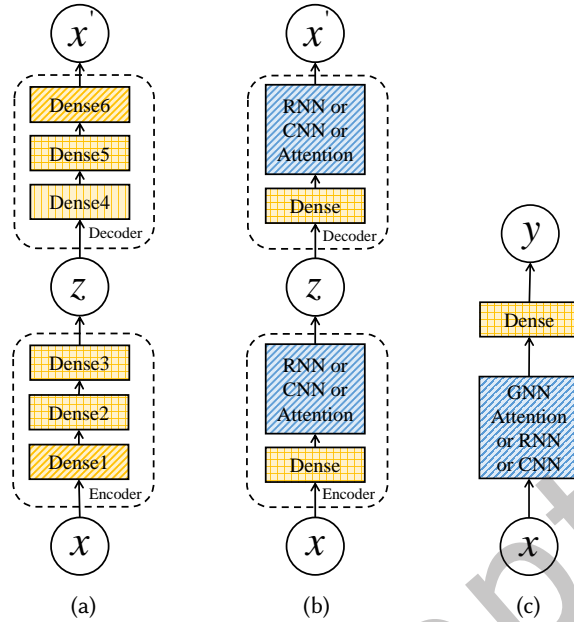 x'
Dense6
Dense5
Dense4
Decoder
z
Dense3
Dense2
Dense1
Encoder
x
(a)
x'
RNN or
CNN or
Attention
Dense
Decoder
z
RNN or
CNN or
Attention
Dense
Encoder
x
(b)
y
Dense
GNN
Attention
or RNN
or CNN
x
(c)